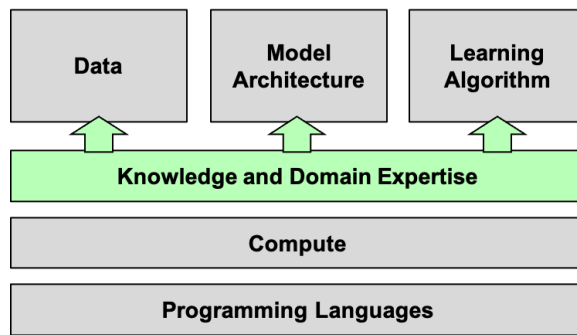 Data
Model
Architecture
Learning
Algorithm
Knowledge and Domain Expertise
Compute
Programming Languages